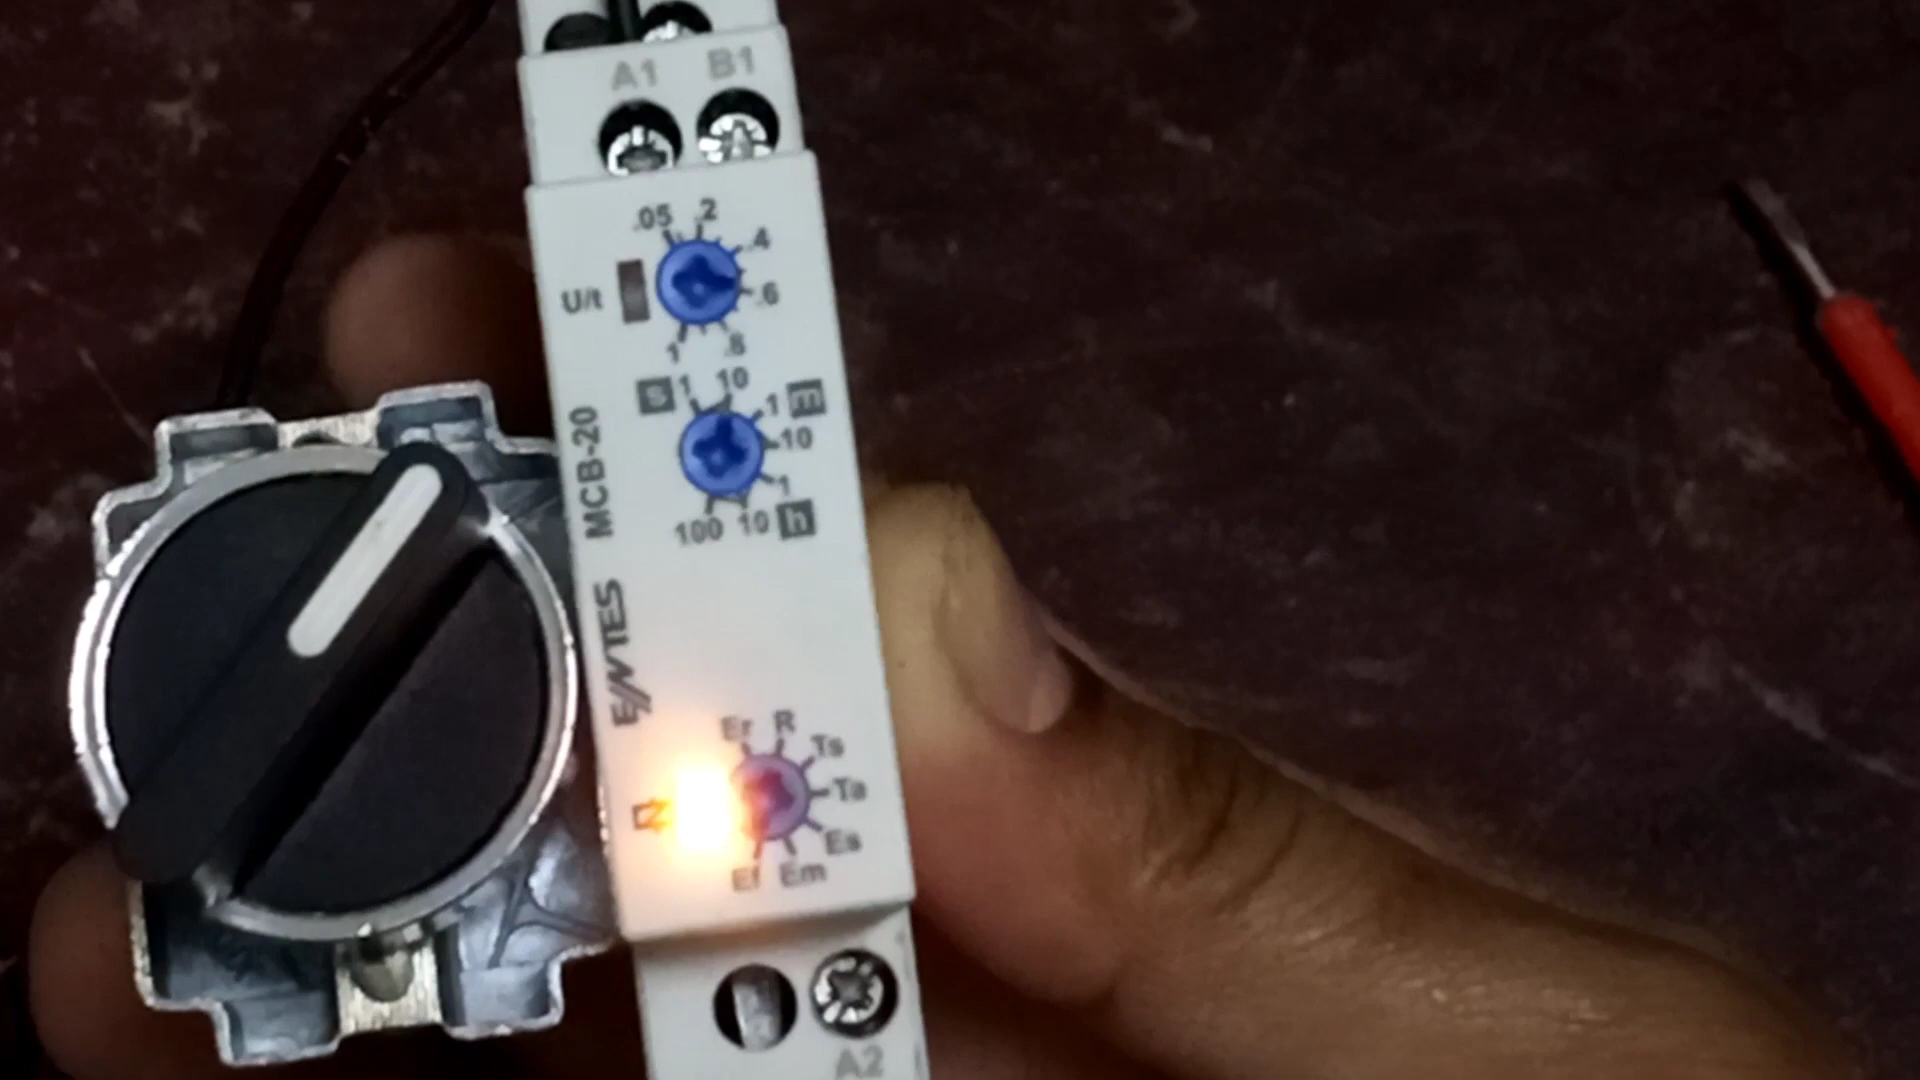 A1 B1
.05 .2
.4
U/t
.6
1 .8
s 1 10
1 m
10
1
100 10 h
MCB-20
ENTES
Er R
Ts
Ta
Es
Ef Em
A2